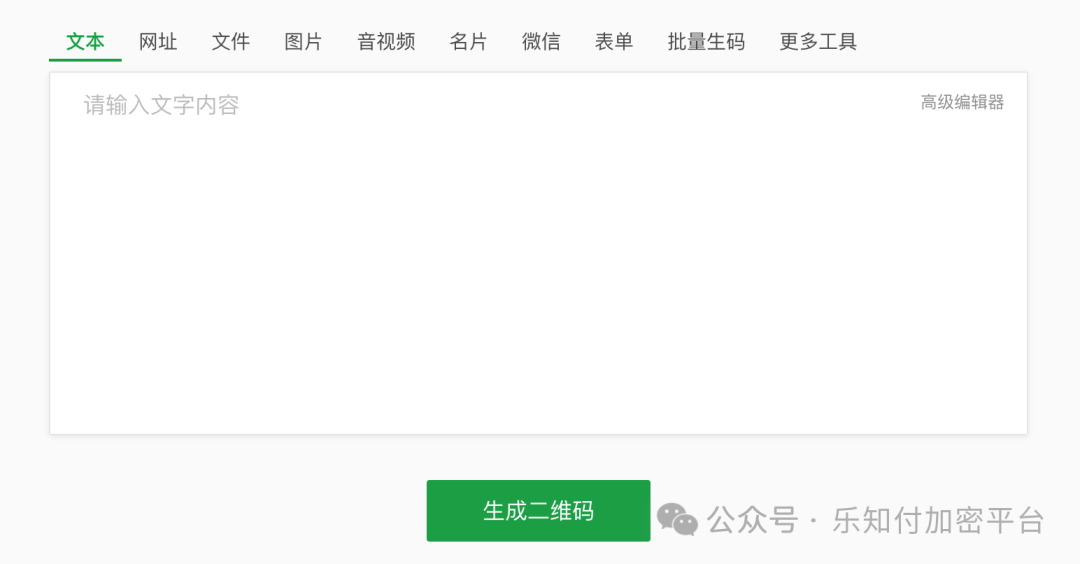 文本 网址 文件 图片 音视频 名片 微信 表单 批量生码 更多工具
请输入文字内容 高级编辑器
生成二维码
公众号 · 乐知付加密平台